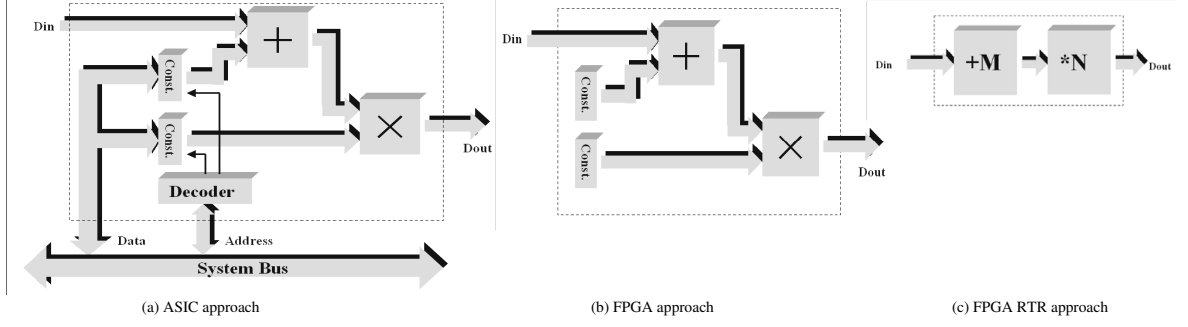 Din
+
Const.
Const.
×
Dout
Decoder
Data
Address
System Bus
(a) ASIC approach
Din
+
Const.
Const.
×
Dout
(b) FPGA approach
Din
+M
*N
Dout
(c) FPGA RTR approach